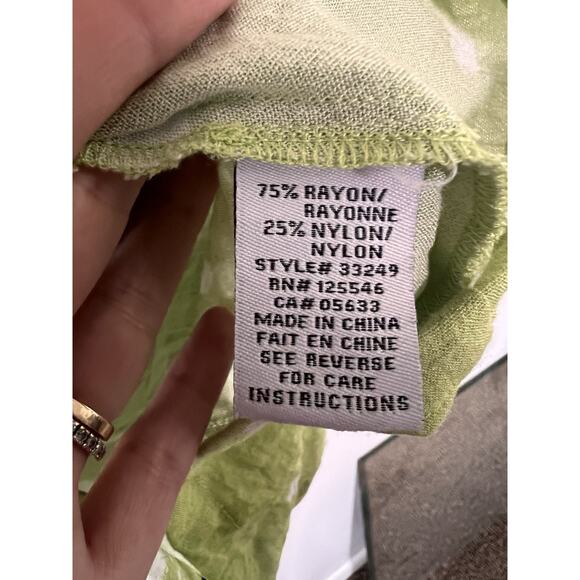 75% RAYON/
RAYONNE
25% NYLON/
NYLON
STYLE# 33249
RN# 125546
CA# 05633
MADE IN CHINA
FAIT EN CHINE
SEE REVERSE
FOR CARE
INSTRUCTIONS